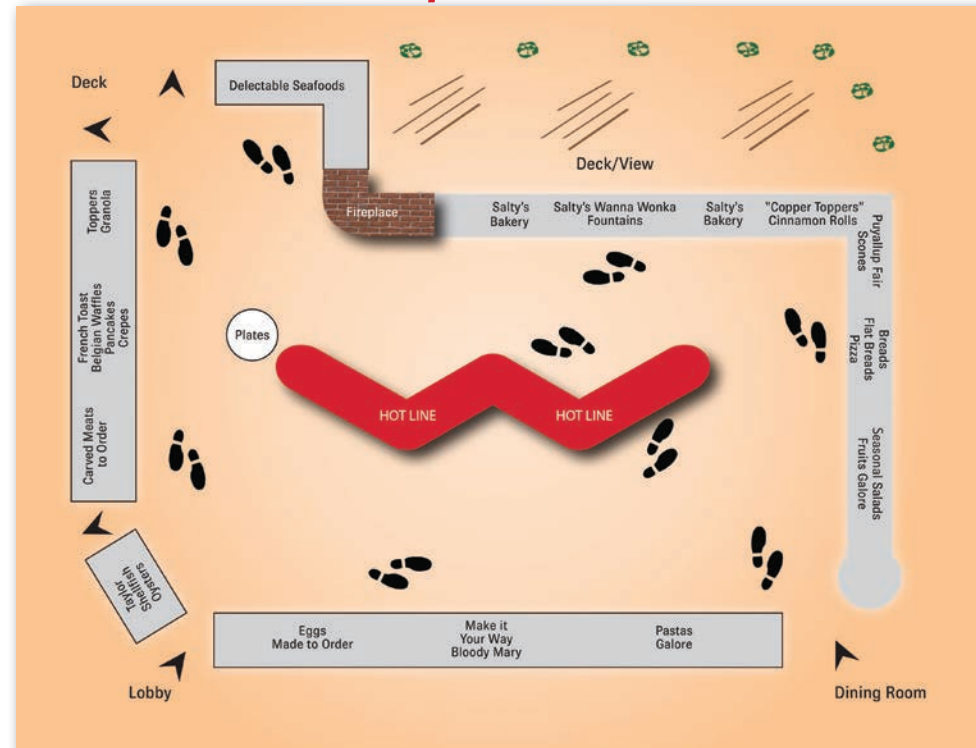 Deck
Delectable Seafoods
Deck/View
Fireplace
Salty's
Bakery
Salty's Wanna Wonka
Fountains
Salty's
Bakery
"Copper Toppers"
Cinnamon Rolls
Puyallup Fair
Scones
Breads
Flat Breads
Pizza
Seasonal Salads
Fruits Galore
Toppers
Granola
French Toast
Belgian Waffles
Pancakes
Crepes
Carved Meats
to Order
Plates
HOT LINE
HOT LINE
Taylor
Shellfish
Oysters
Eggs
Made to Order
Make it
Your Way
Bloody Mary
Pastas
Galore
Lobby
Dining Room